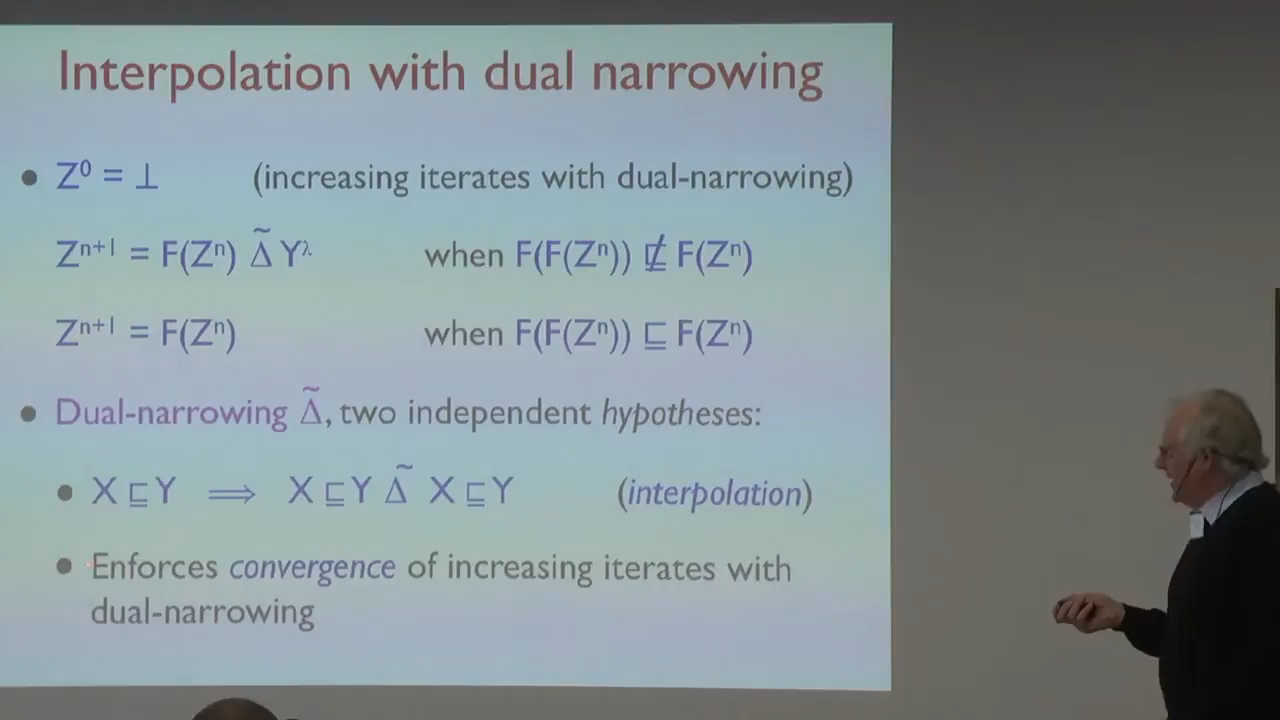 Interpolation with dual narrowing
• Z⁰ = ⊥ (increasing iterates with dual-narrowing)
Zⁿ⁺¹ = F(Zⁿ) Δ̃ Y^λ when F(F(Zⁿ)) ⋢ F(Zⁿ)
Zⁿ⁺¹ = F(Zⁿ) when F(F(Zⁿ)) ⊑ F(Zⁿ)
• Dual-narrowing Δ̃, two independent hypotheses:
• X ⊑ Y ⟹ X ⊑ Y Δ̃ X ⊑ Y (interpolation)
• Enforces convergence of increasing iterates with
dual-narrowing